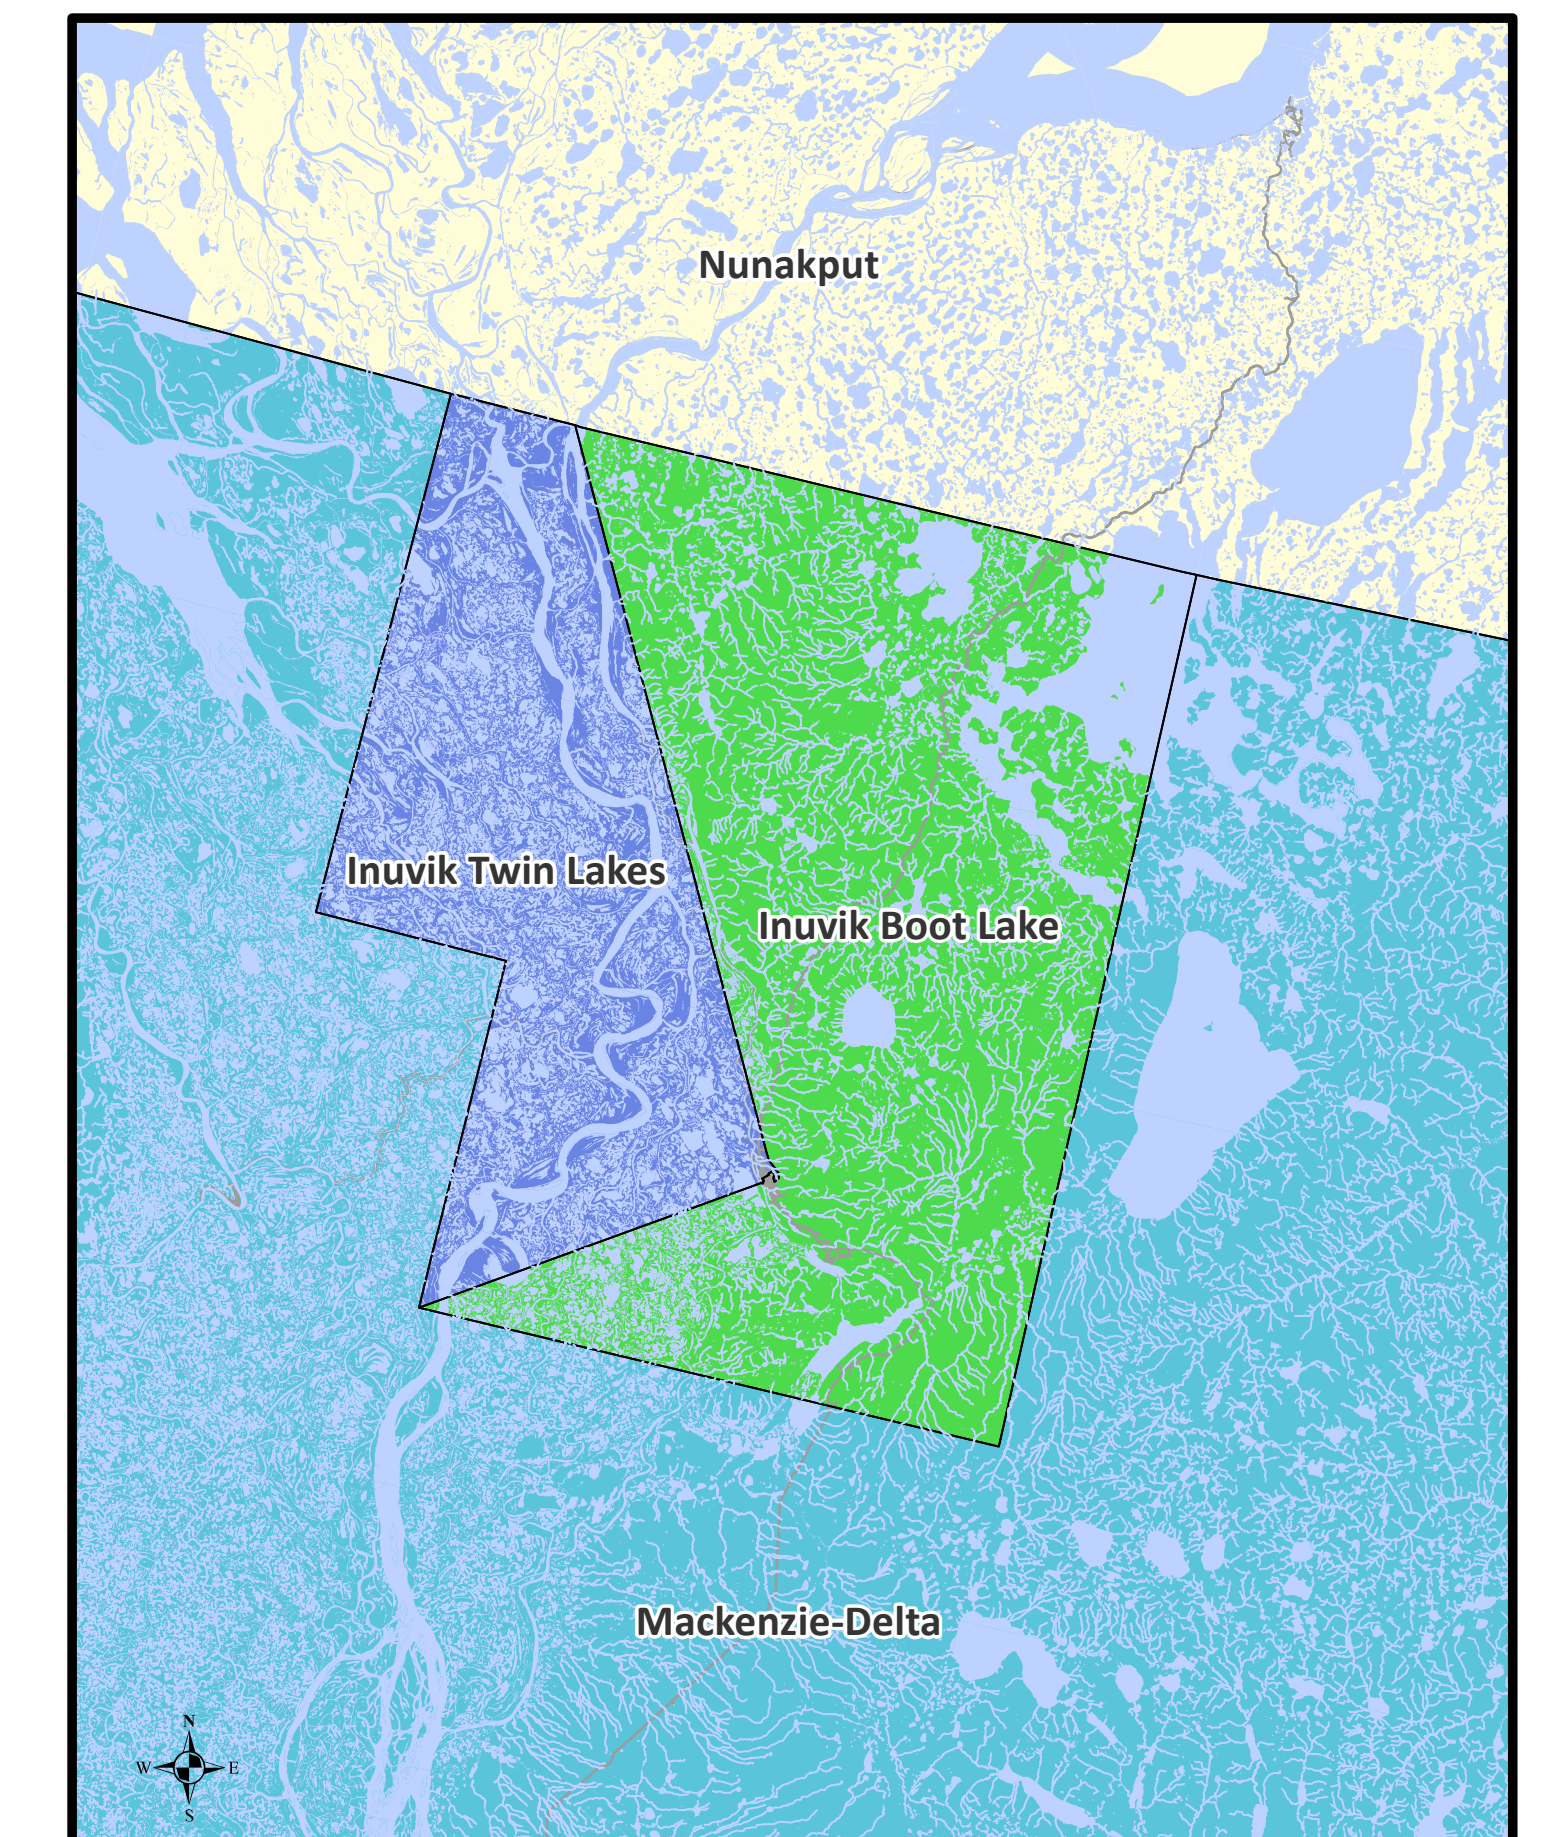 Nunakput
Inuvik Twin Lakes
Inuvik Boot Lake
Mackenzie-Delta
N
W E
S